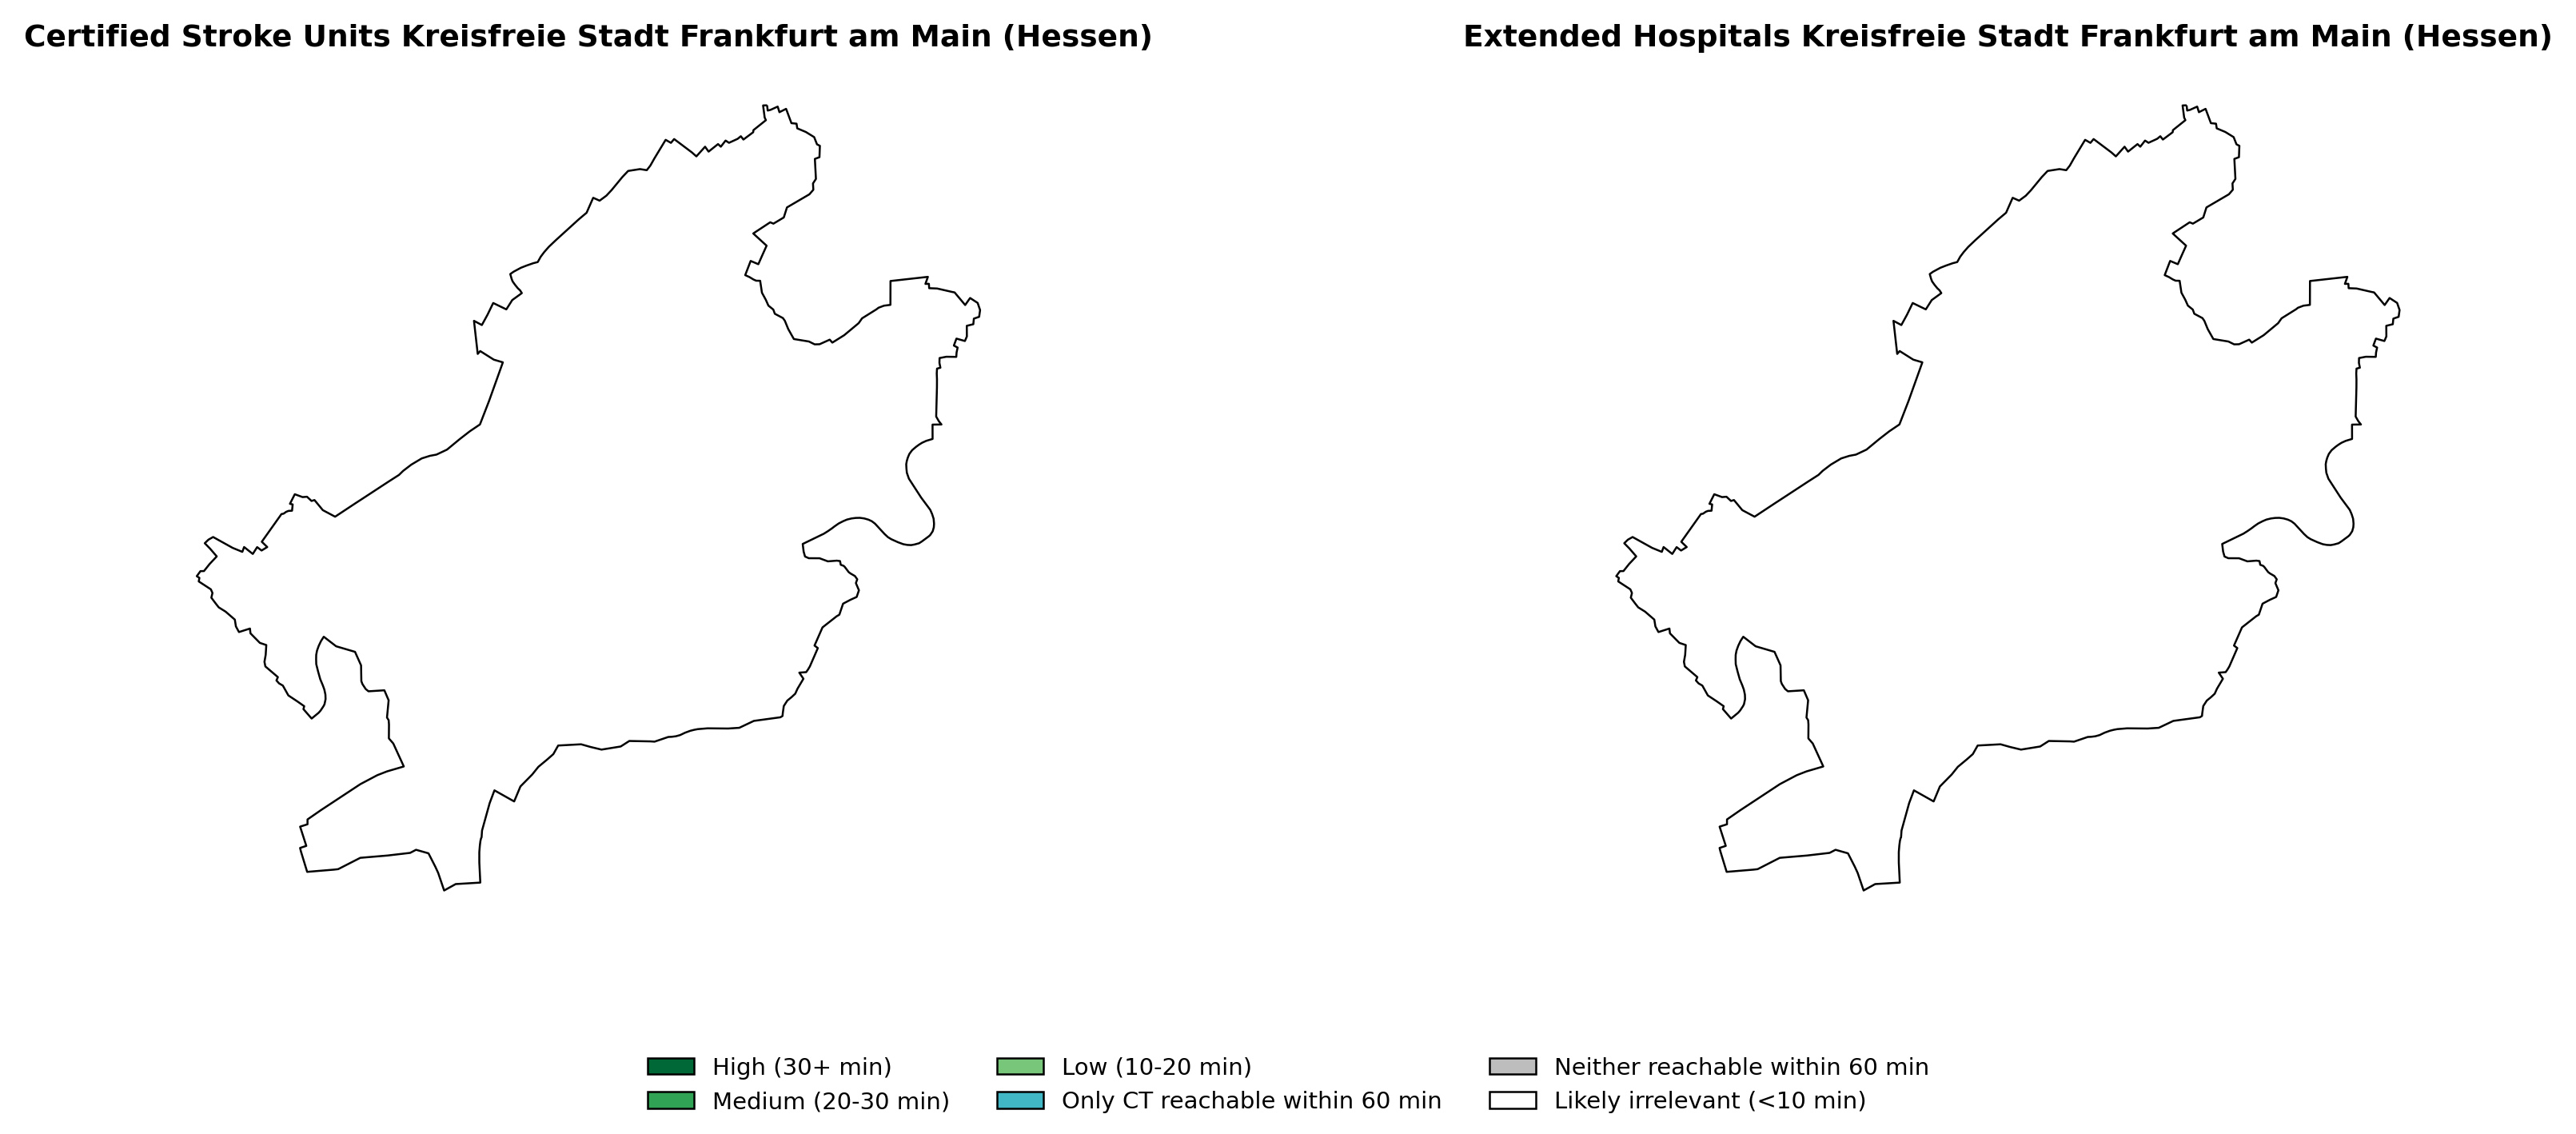 Certified Stroke Units Kreisfreie Stadt Frankfurt am Main (Hessen)
Extended Hospitals Kreisfreie Stadt Frankfurt am Main (Hessen)
High (30+ min)
Medium (20-30 min)
Low (10-20 min)
Only CT reachable within 60 min
Neither reachable within 60 min
Likely irrelevant (<10 min)